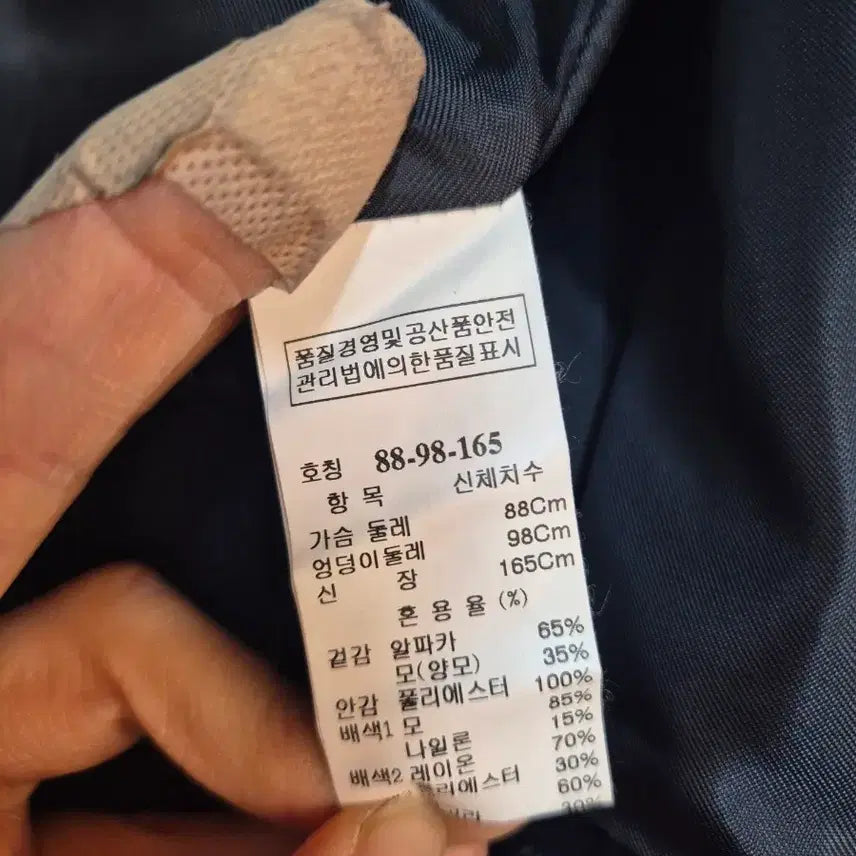 품질경영및공산품안전
관리법에의한품질표시
호칭 88-98-165
항 목 신체치수
가슴 둘레 88Cm
엉덩이둘레 98Cm
신 장 165Cm
혼 용 율 (%)
겉감 알파카 65%
모(양모) 35%
안감 폴리에스터 100%
배색1 모 85%
나일론 15%
배색2 레이온 70%
폴리에스터 30%
60%
30%